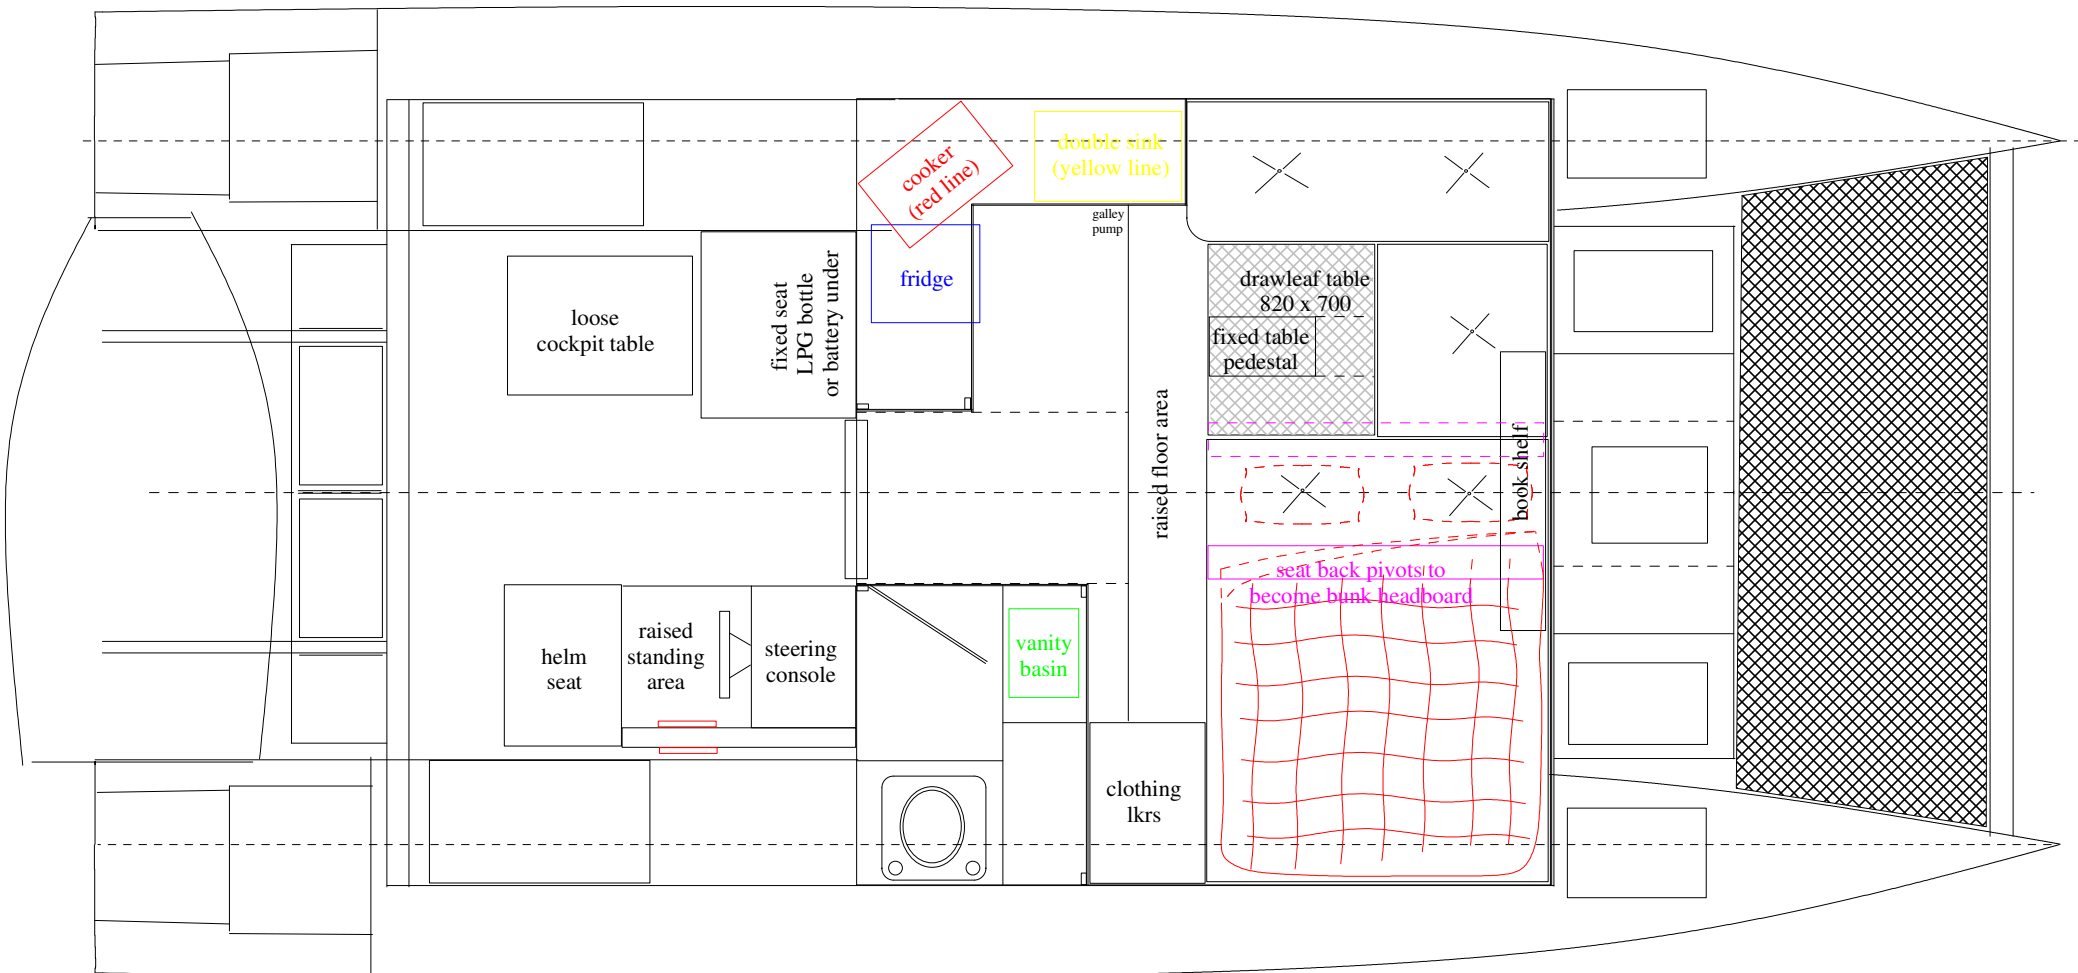 cooker
(red line)
double sink
(yellow line)
galley
pump
fridge
fixed seat
LPG bottle
or battery under
loose
cockpit table
drawleaf table
820 x 700
fixed table
pedestal
raised floor area
book shelf
seat back pivots to
become bunk headboard
helm
seat
raised
standing
area
steering
console
vanity
basin
clothing
lkrs